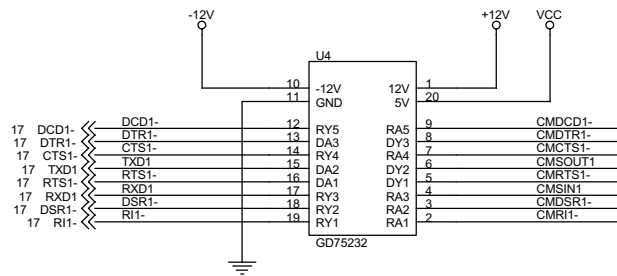 -12V +12V VCC
U4
10 -12V 12V 1
11 GND 5V 20
17 DCD1- DCD1- 12 RY5 RA5 9 CMDCD1-
17 DTR1- DTR1- 13 DA3 DY3 8 CMDTR1-
17 CTS1- CTS1- 14 RY4 RA4 7 CMCTS1-
17 TXD1 TXD1 15 DA2 DY2 6 CMSOUT1
17 RTS1- RTS1- 16 DA1 DY1 5 CMRTS1-
17 RXD1 RXD1 17 RY3 RA3 4 CMSIN1
17 DSR1- DSR1- 18 RY2 RA2 3 CMDSR1-
17 RI1- RI1- 19 RY1 RA1 2 CMRI1-
GD75232